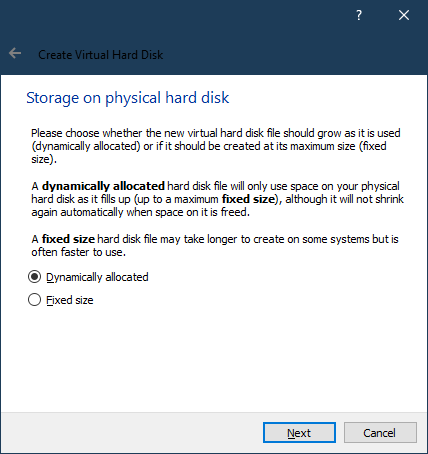 ?
Create Virtual Hard Disk
Storage on physical hard disk
Please choose whether the new virtual hard disk file should grow as it is used
(dynamically allocated) or if it should be created at its maximum size (fixed
size).
A dynamically allocated hard disk file will only use space on your physical
hard disk as it fills up (up to a maximum fixed size), although it will not shrink
again automatically when space on it is freed.
A fixed size hard disk file may take longer to create on some systems but is
often faster to use.
Dynamically allocated
Fixed size
Next
Cancel